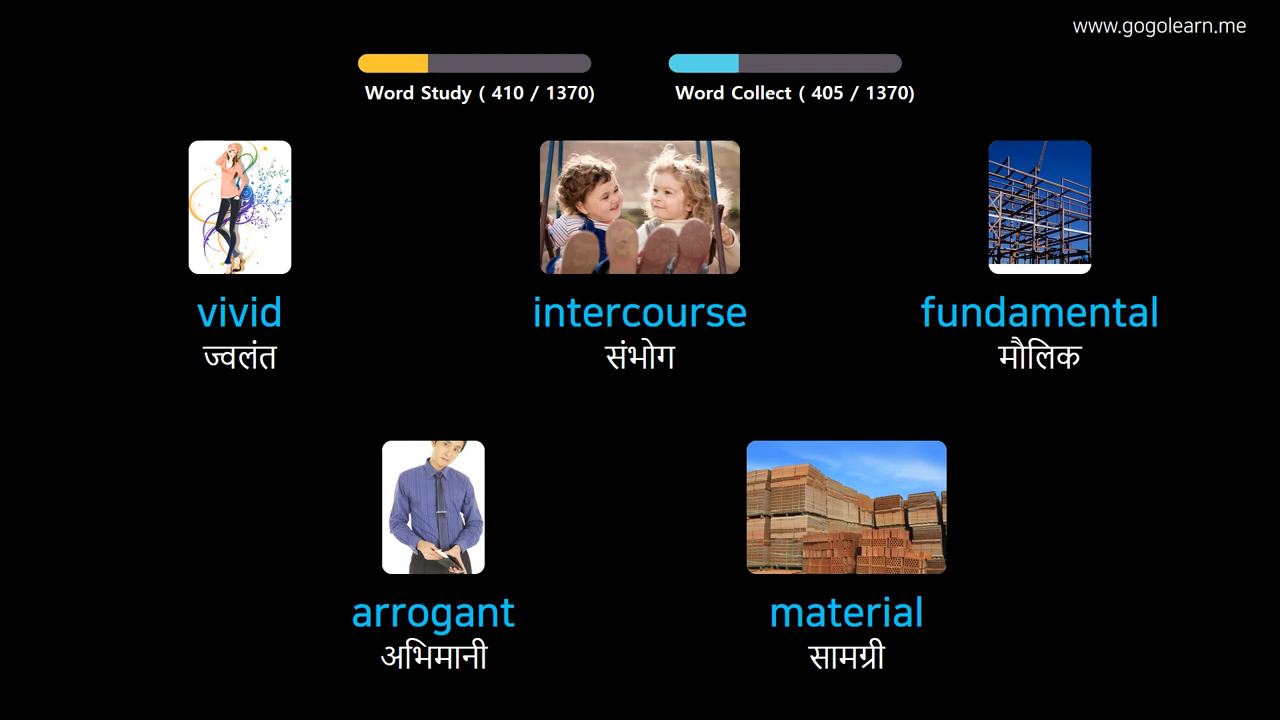 www.gogolearn.me
Word Study ( 410 / 1370)
Word Collect ( 405 / 1370)
vivid
ज्वलंत
intercourse
संभोग
fundamental
मौलिक
arrogant
अभिमानी
material
सामग्री